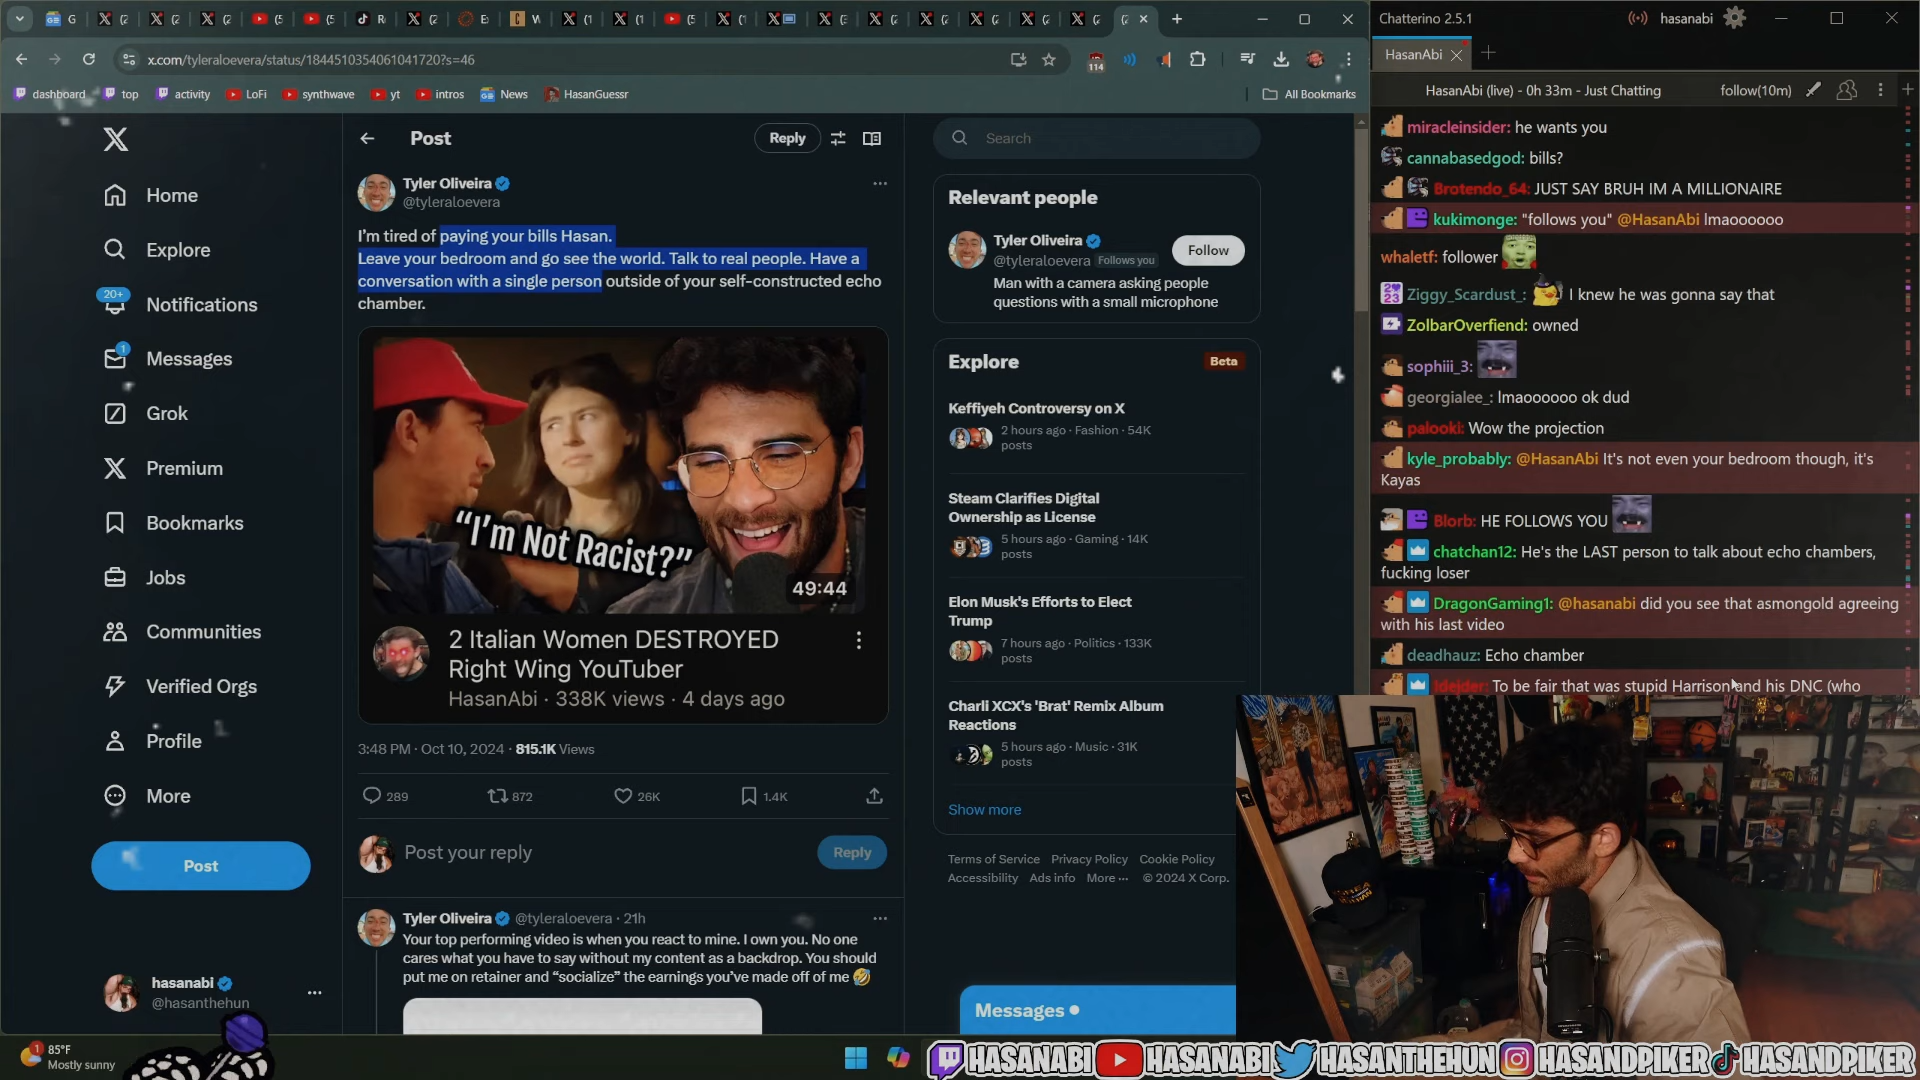 x.com/tyleraloevera/status/1844510354061041720?s=46
114
dashboard
top
activity
LoFi
synthwave
yt
intros
News
HasanGuessr
All Bookmarks
Home
Explore
20+
Notifications
1
Messages
Grok
Premium
Bookmarks
Jobs
Communities
Verified Orgs
Profile
More
Post
hasanabi
@hasanthehun
Post
Reply
Tyler Oliveira
@tyleraloevera
I'm tired of paying your bills Hasan.
Leave your bedroom and go see the world. Talk to real people. Have a
conversation with a single person outside of your self-constructed echo
chamber.
"I'm Not Racist?"
49:44
2 Italian Women DESTROYED
Right Wing YouTuber
HasanAbi · 338K views · 4 days ago
3:48 PM · Oct 10, 2024 · 815.1K Views
289
872
26K
1.4K
Post your reply
Reply
Tyler Oliveira @tyleraloevera · 21h
Your top performing video is when you react to mine. I own you. No one
cares what you have to say without my content as a backdrop. You should
put me on retainer and “socialize” the earnings you've made off of me 🤣
Search
Relevant people
Tyler Oliveira
@tyleraloevera Follows you
Follow
Man with a camera asking people
questions with a small microphone
Explore
Beta
Keffiyeh Controversy on X
2 hours ago · Fashion · 54K
posts
Steam Clarifies Digital
Ownership as License
5 hours ago · Gaming · 14K
posts
Elon Musk's Efforts to Elect
Trump
7 hours ago · Politics · 133K
posts
Charli XCX's 'Brat' Remix Album
Reactions
5 hours ago · Music · 31K
posts
Show more
Terms of Service Privacy Policy Cookie Policy
Accessibility Ads info More ··· © 2024 X Corp.
Messages
Chatterino 2.5.1
hasanabi
HasanAbi
HasanAbi (live) - 0h 33m - Just Chatting
follow(10m)
miracleinsider: he wants you
cannabasedgod: bills?
Brotendo_64: JUST SAY BRUH IM A MILLIONAIRE
kukimonge: "follows you" @HasanAbi lmaoooooo
whaletf: follower
Ziggy_Scardust_: I knew he was gonna say that
ZolbarOverfiend: owned
sophiii_3:
georgialee_: lmaoooooo ok dud
palooki: Wow the projection
kyle_probably: @HasanAbi It's not even your bedroom though, it's
Kayas
Blorb: HE FOLLOWS YOU
chatchan12: He's the LAST person to talk about echo chambers,
fucking loser
DragonGaming1: @hasanabi did you see that asmongold agreeing
with his last video
deadhauz: Echo chamber
To be fair that was stupid Harrison and his DNC (who
85°F
Mostly sunny
HASANABI
HASANABI
HASANTHEHUN
HASANDPIKER
HASANDPIKER